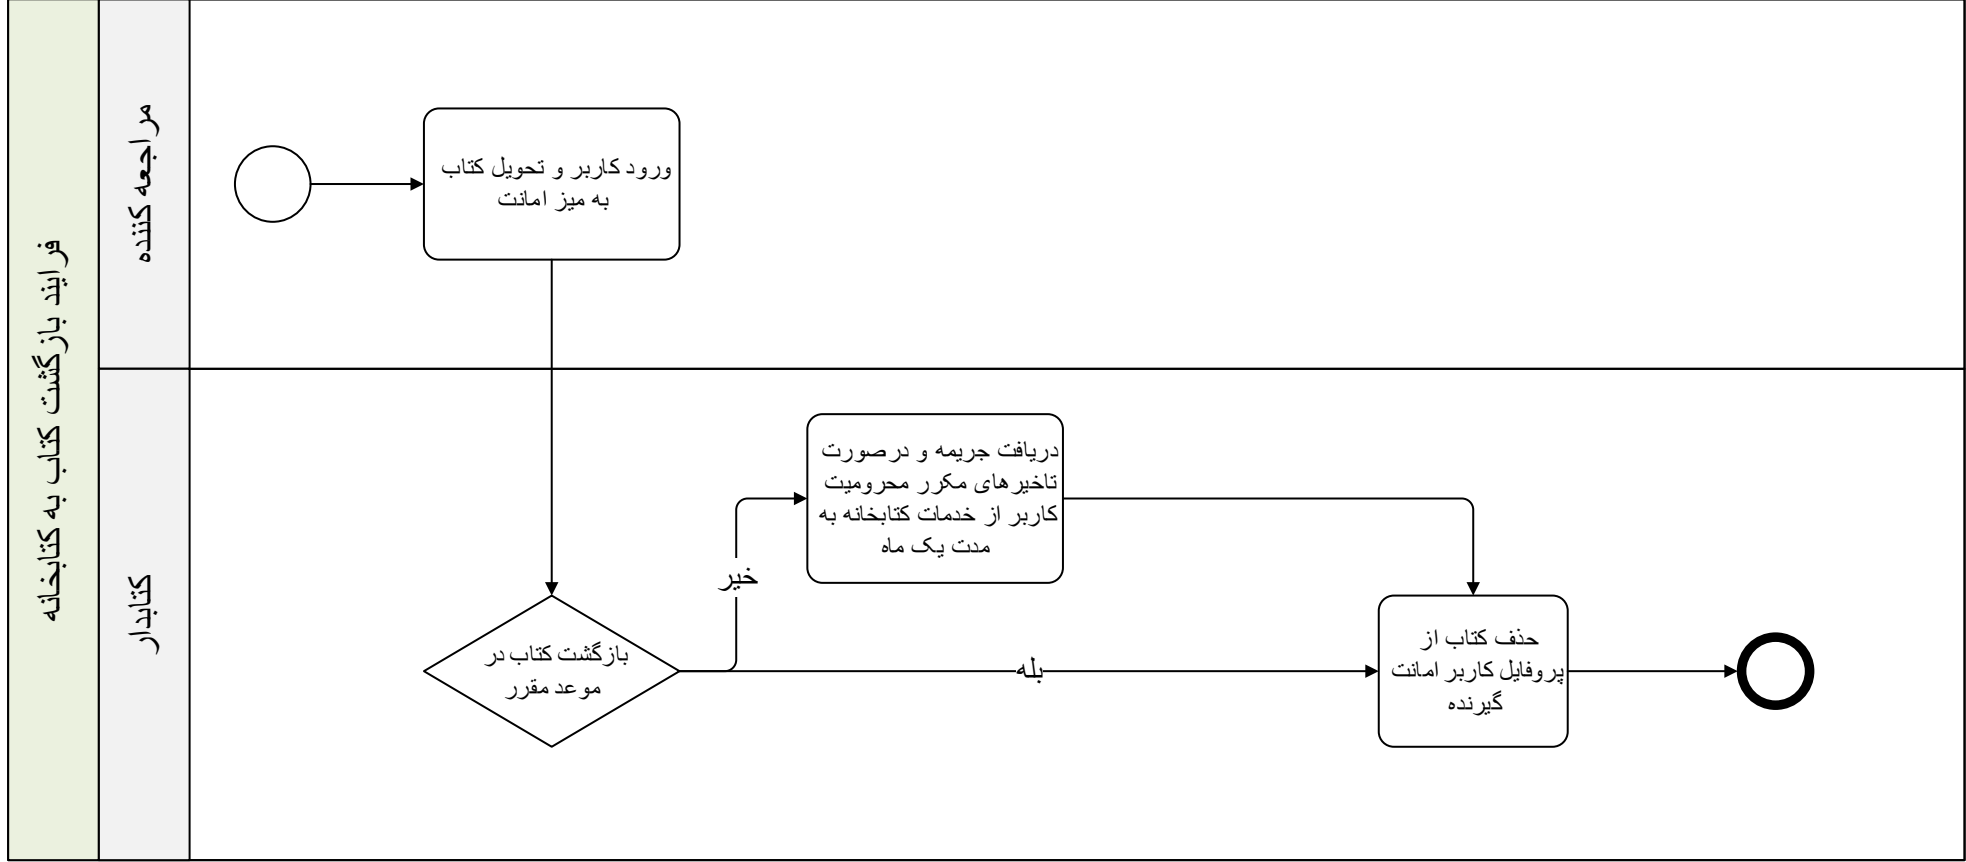 فرایند بازگشت کتاب به کتابخانه
مراجعه کننده
ورود کاربر و تحویل کتاب
به میز امانت
کتابدار
بازگشت کتاب در
موعد مقرر
خیر
دریافت جریمه و درصورت
تاخیرهای مکرر محرومیت
کاربر از خدمات کتابخانه به
مدت یک ماه
بله
حذف کتاب از
پروفایل کاربر امانت
گیرنده